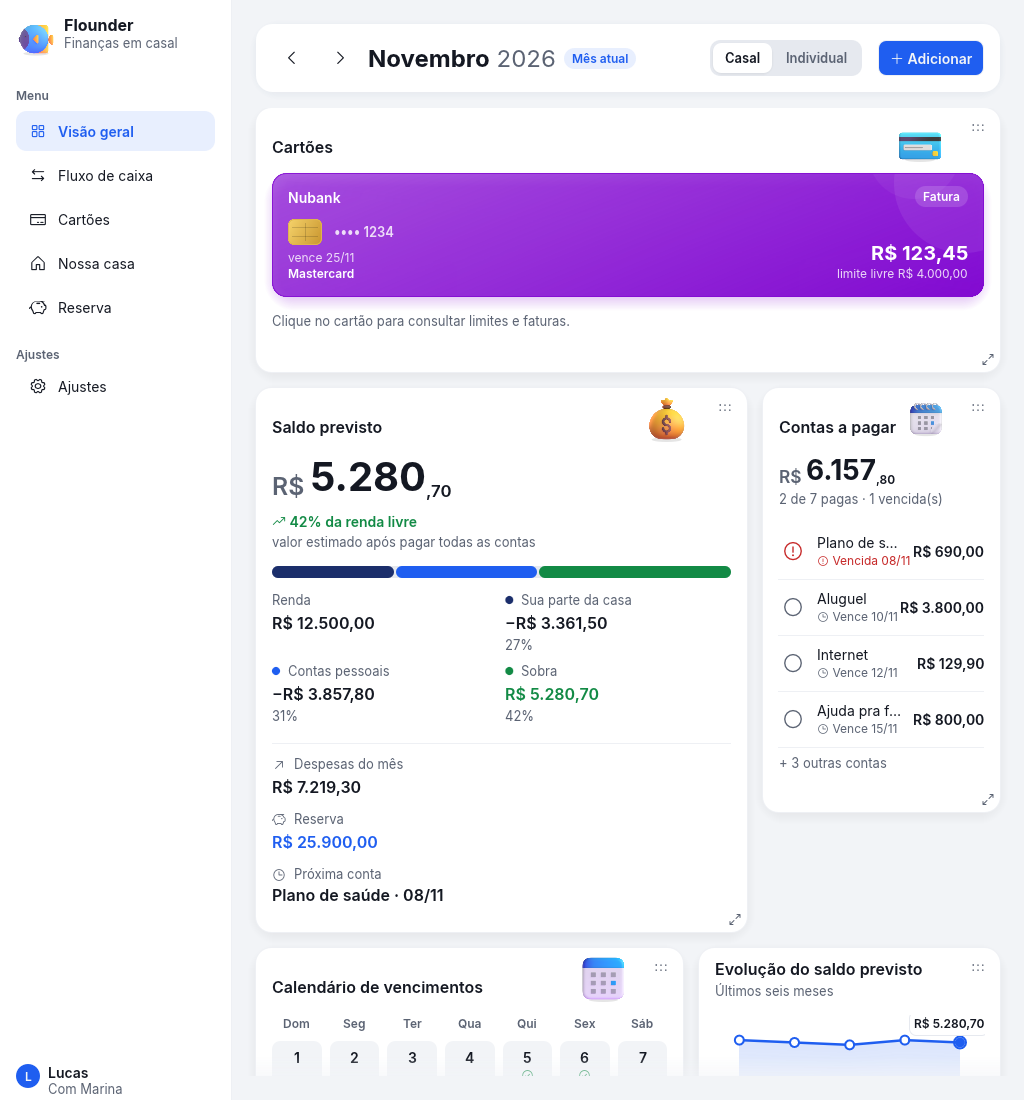 Flounder
Finanças em casal
Menu
Visão geral
Fluxo de caixa
Cartões
Nossa casa
Reserva
Ajustes
Ajustes
L
Lucas
Com Marina
Novembro 2026
Mês atual
Casal
Individual
+ Adicionar
Cartões
Nubank
Fatura
•••• 1234
vence 25/11
Mastercard
R$ 123,45
limite livre R$ 4.000,00
Clique no cartão para consultar limites e faturas.
Saldo previsto
R$ 5.280,70
42% da renda livre
valor estimado após pagar todas as contas
Renda
R$ 12.500,00
Sua parte da casa
−R$ 3.361,50
27%
Contas pessoais
−R$ 3.857,80
31%
Sobra
R$ 5.280,70
42%
Despesas do mês
R$ 7.219,30
Reserva
R$ 25.900,00
Próxima conta
Plano de saúde · 08/11
Contas a pagar
R$ 6.157,80
2 de 7 pagas · 1 vencida(s)
Plano de s...
Vencida 08/11
R$ 690,00
Aluguel
Vence 10/11
R$ 3.800,00
Internet
Vence 12/11
R$ 129,90
Ajuda pra f...
Vence 15/11
R$ 800,00
+ 3 outras contas
Calendário de vencimentos
Dom Seg Ter Qua Qui Sex Sáb
1 2 3 4 5 6 7
Evolução do saldo previsto
Últimos seis meses
R$ 5.280,70